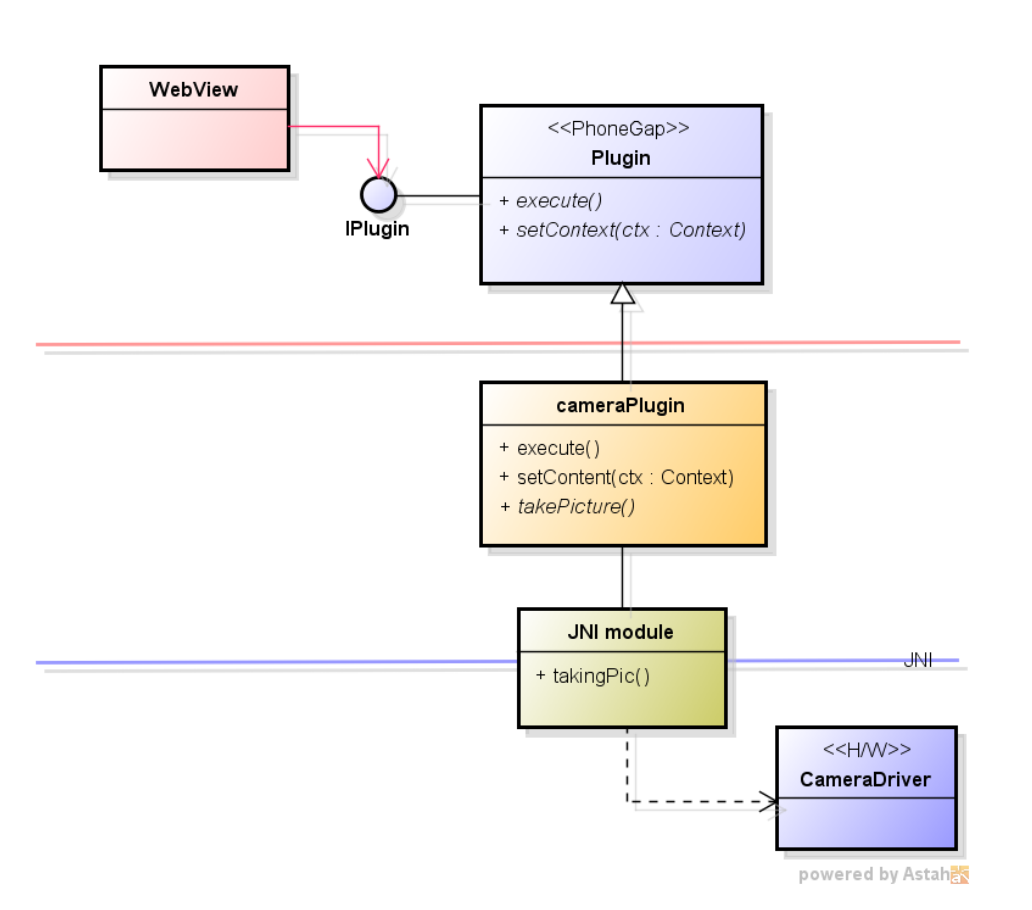 WebView
<<PhoneGap>>
Plugin
+ execute()
+ setContext(ctx : Context)
IPlugin
cameraPlugin
+ execute()
+ setContent(ctx : Context)
+ takePicture()
JNI module
+ takingPic()
JNI
<<H/W>>
CameraDriver
powered by Astah